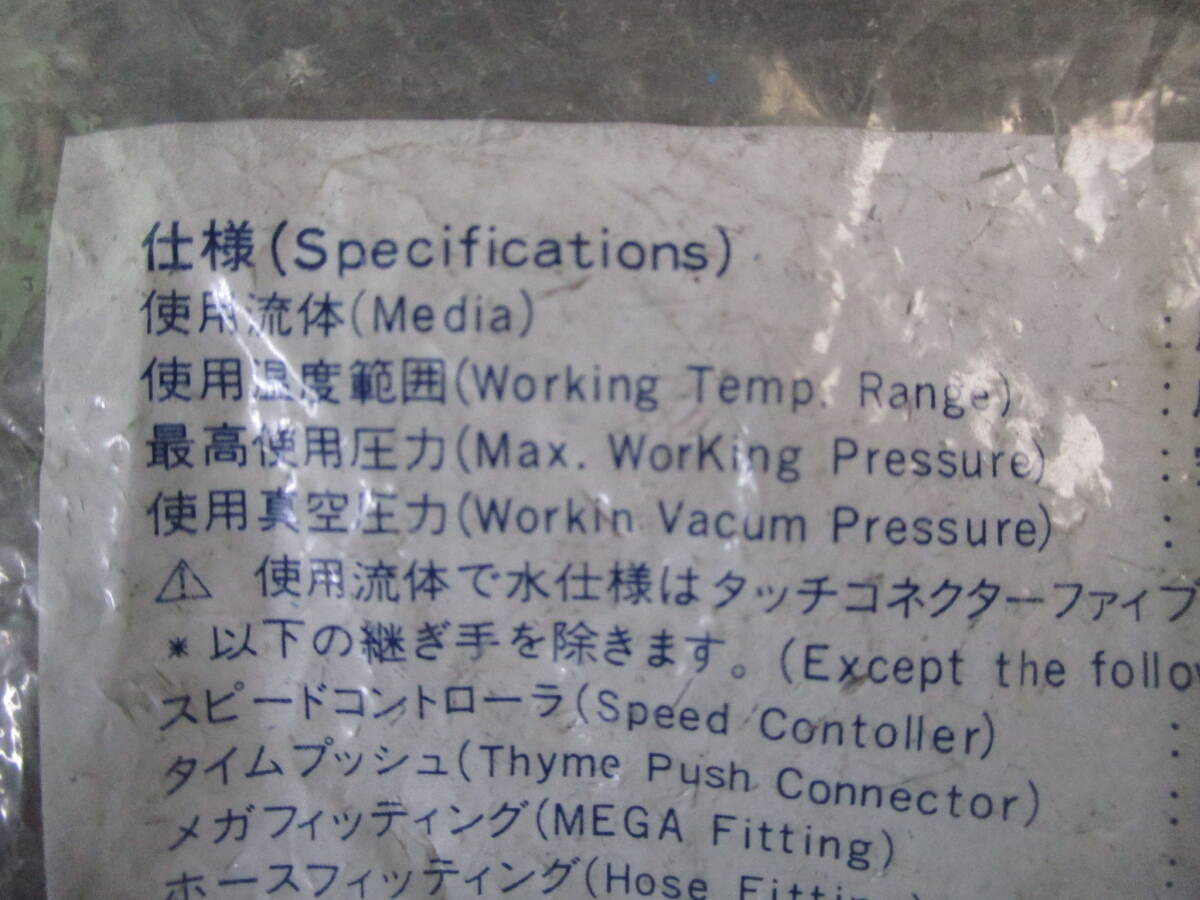 仕様(Specifications)
使用流体(Media) :
使用温度範囲(Working Temp. Range) :
最高使用圧力(Max. WorKing Pressure) :
使用真空圧力(Workin Vacum Pressure) :
⚠ 使用流体で水仕様はタッチコネクターファイブ
* 以下の継ぎ手を除きます。(Except the follow
スピードコントローラ(Speed Contoller) :
タイムプッシュ(Thyme Push Connector) :
メガフィッティング(MEGA Fitting) :
ホースフィッティング(Hose Fitting) :